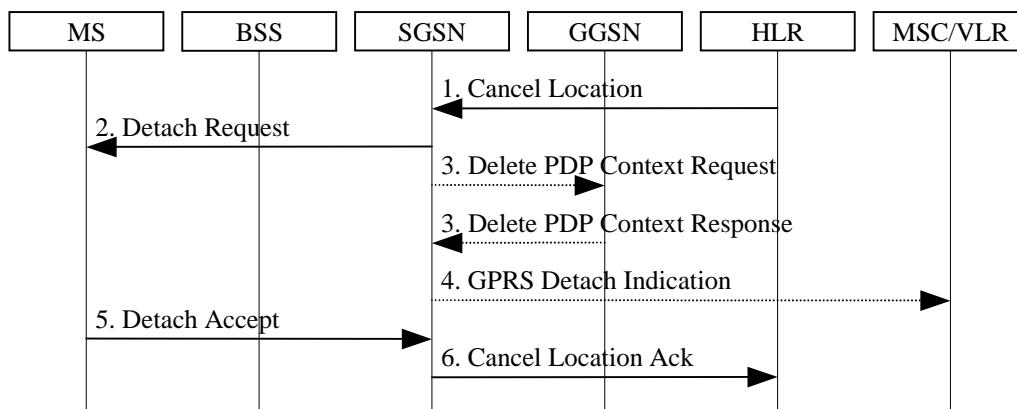 MS BSS SGSN GGSN HLR MSC/VLR
1. Cancel Location
2. Detach Request
3. Delete PDP Context Request
3. Delete PDP Context Response
4. GPRS Detach Indication
5. Detach Accept
6. Cancel Location Ack